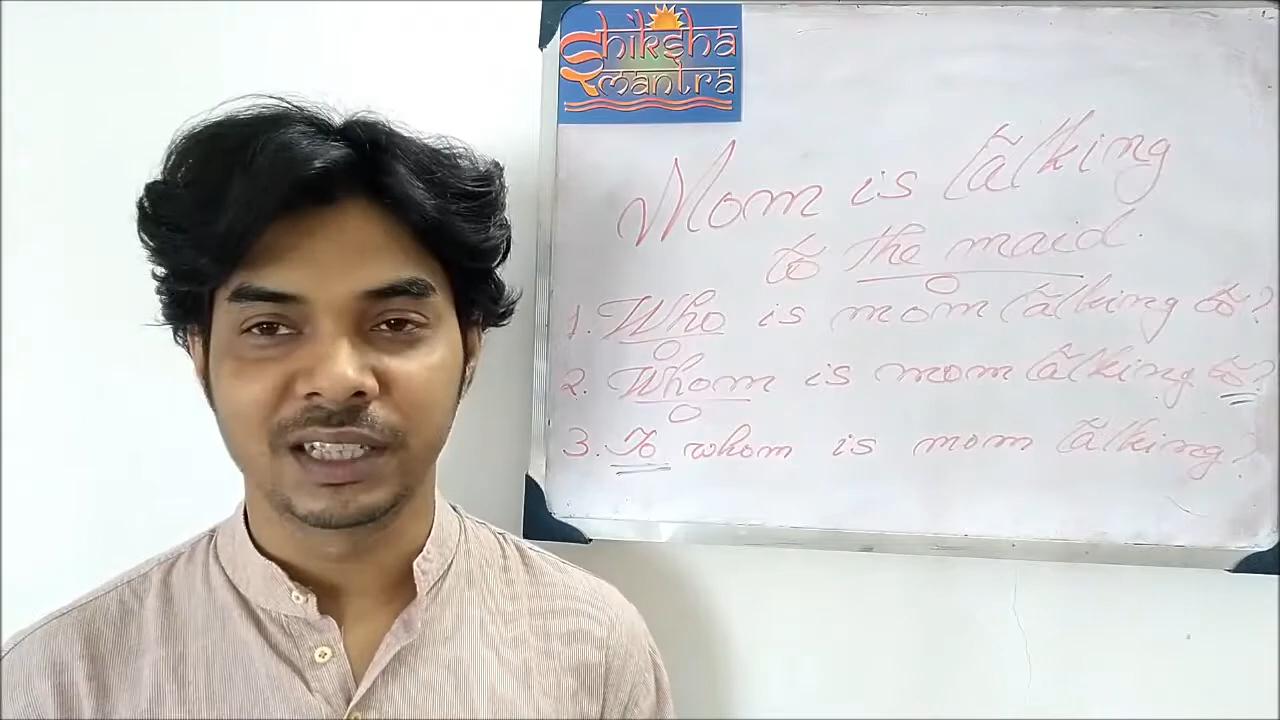 Shiksha
mantra
Mom is talking
to the maid.
1. Who is mom talking to?
2. Whom is mom talking to?
3. To whom is mom talking?